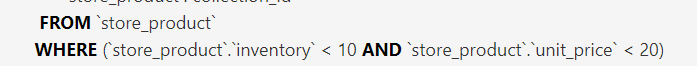 FROM `store_product`
WHERE (`store_product`.`inventory` < 10 AND `store_product`.`unit_price` < 20)